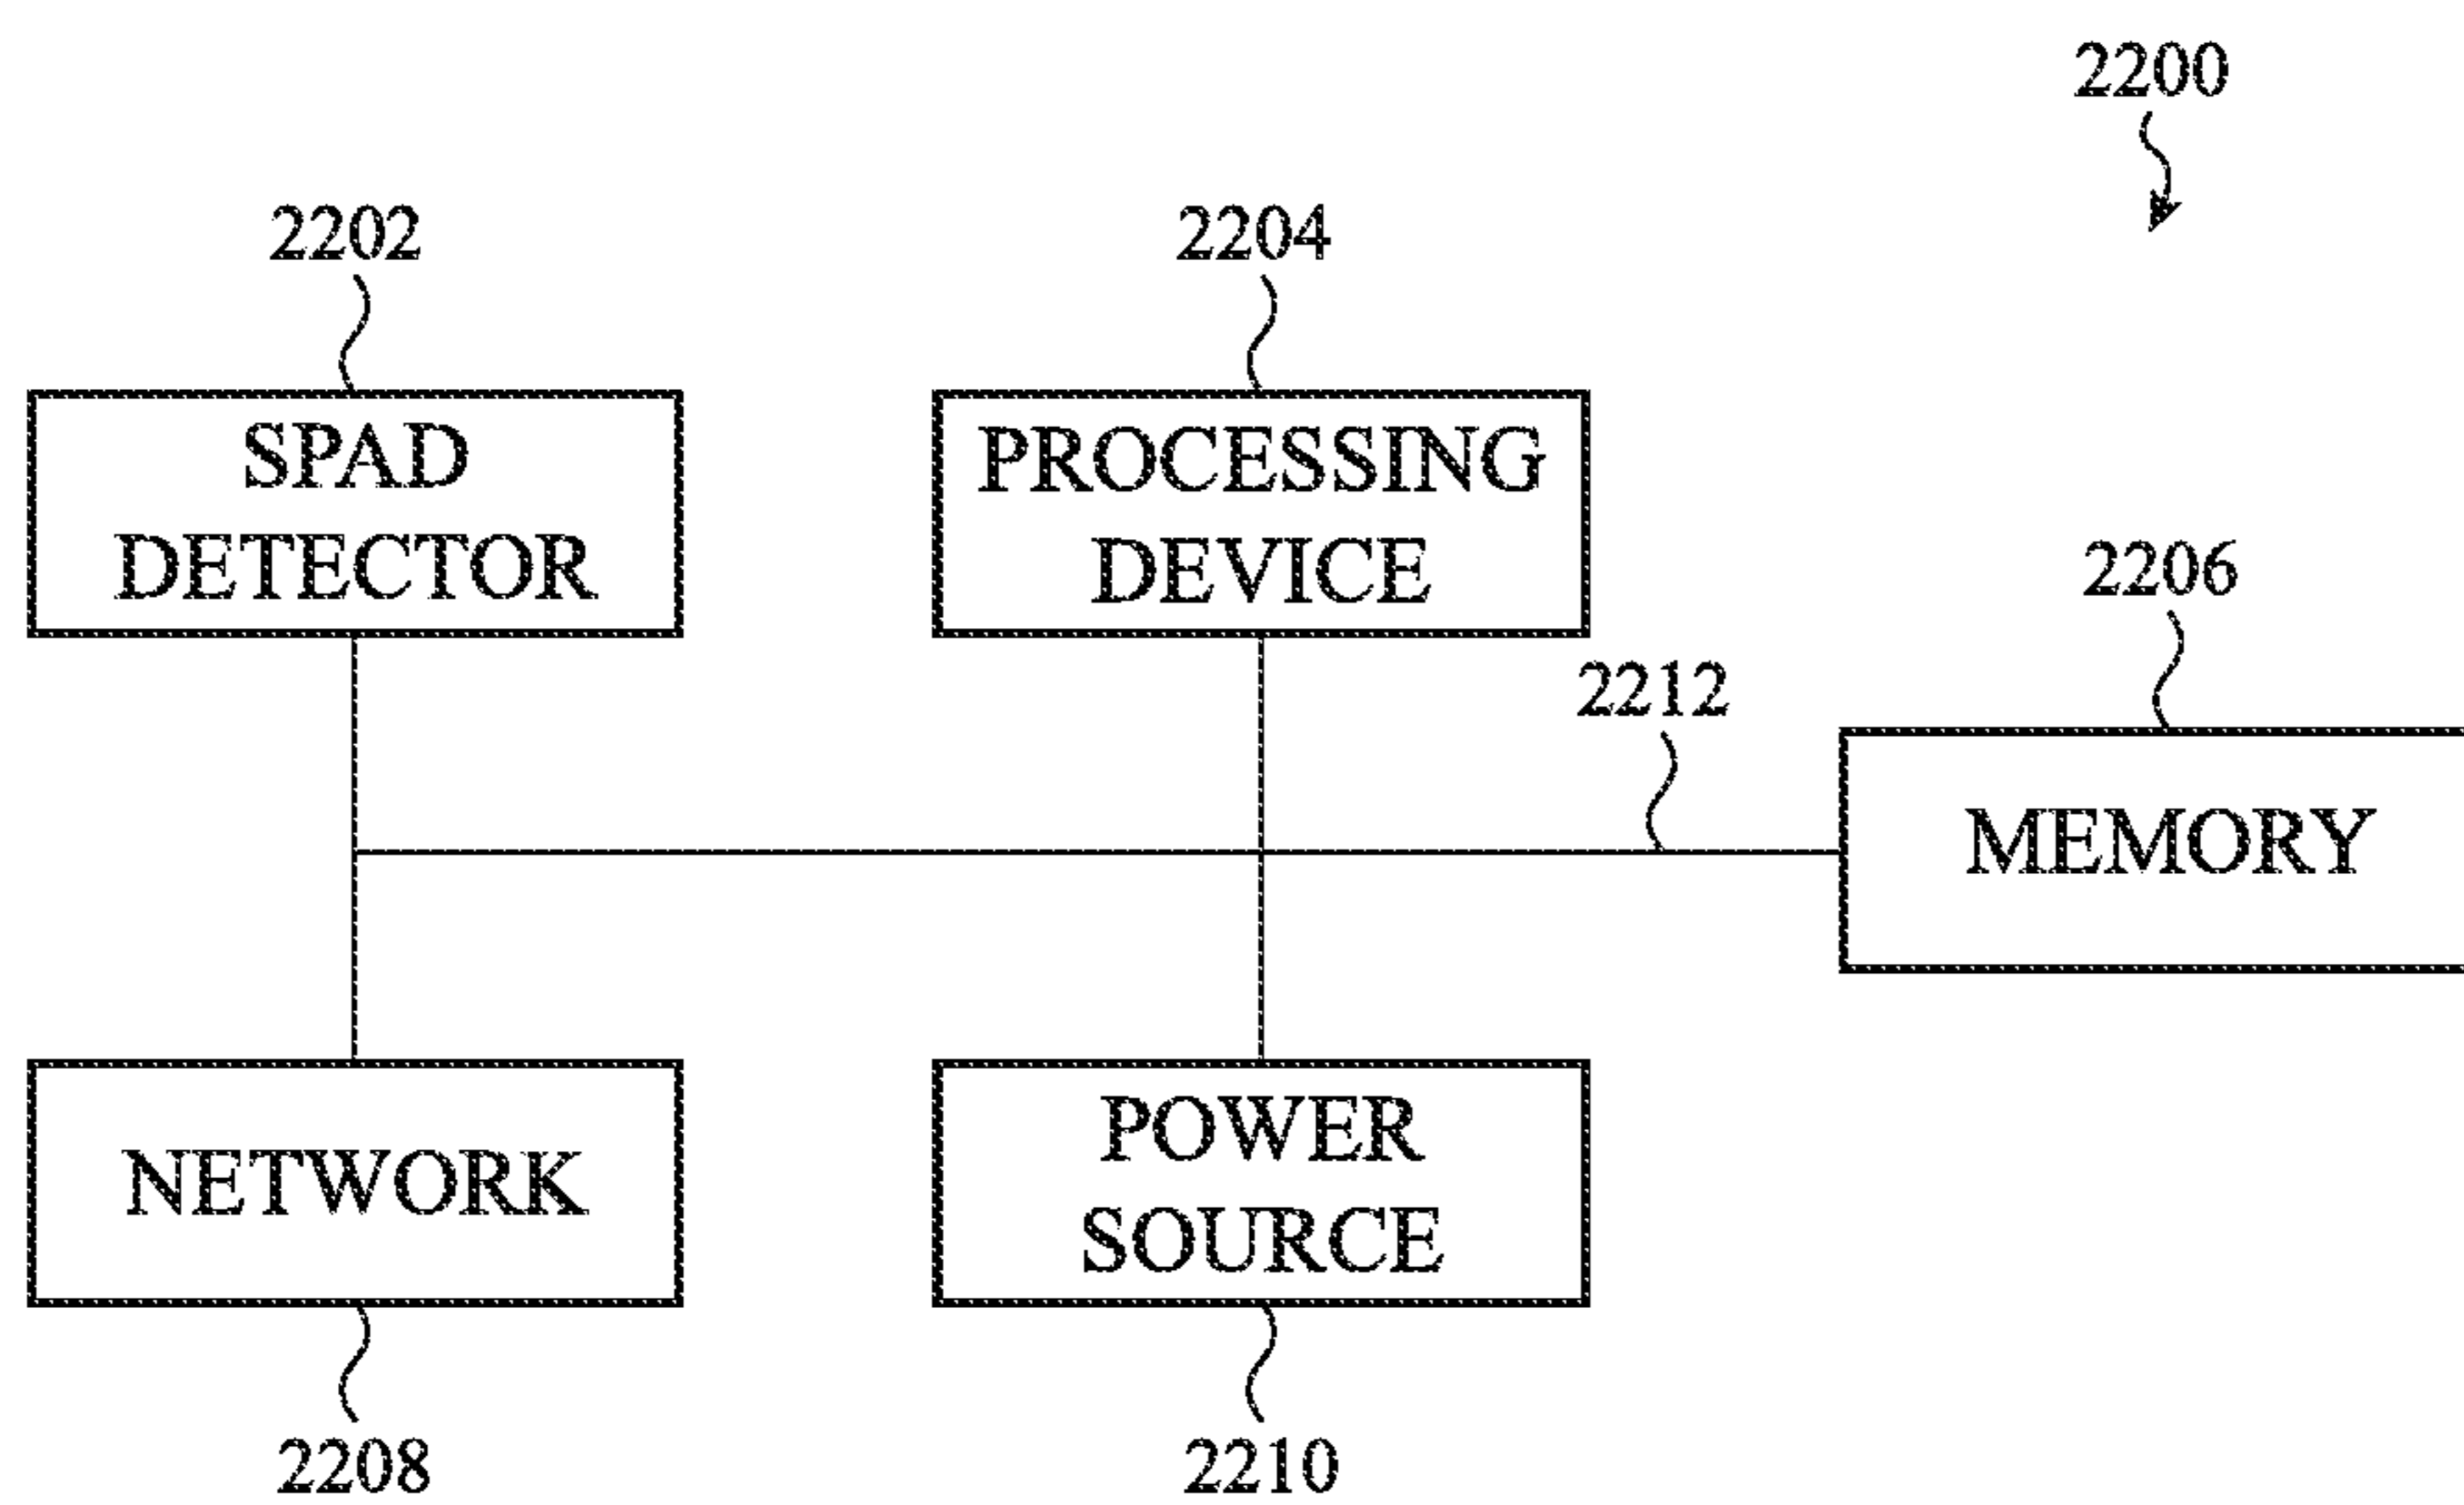 2200
2202
2204
SPAD
DETECTOR
PROCESSING
DEVICE
2206
2212
MEMORY
NETWORK
POWER
SOURCE
2208
2210